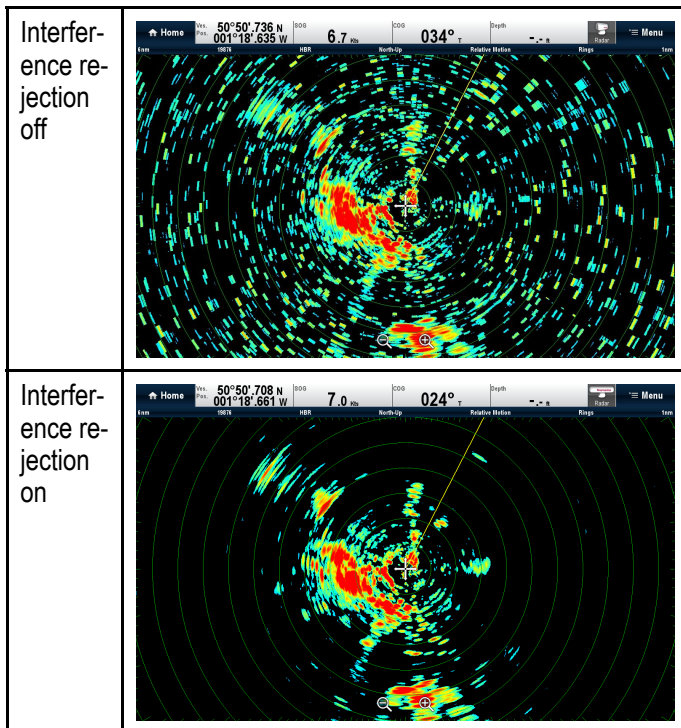 Interfer-
ence re-
jection
off
Home
Ves. Pos. 50°50'.736 N
001°18'.635 W
SOG 6.7 Kts
COG 034° T
Depth -.- ft
Radar
Menu
6nm 19876 HBR North-Up Relative Motion Rings 1nm
Interfer-
ence re-
jection
on
Home
Ves. Pos. 50°50'.708 N
001°18'.661 W
SOG 7.0 Kts
COG 024° T
Depth -.- ft
Radar
Menu
6nm 19876 HBR North-Up Relative Motion Rings 1nm